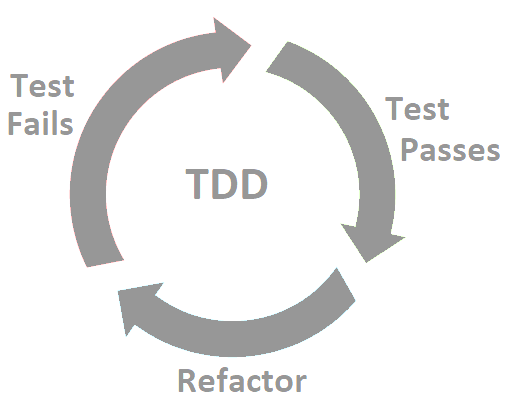 Test
Fails
Test
Passes
TDD
Refactor